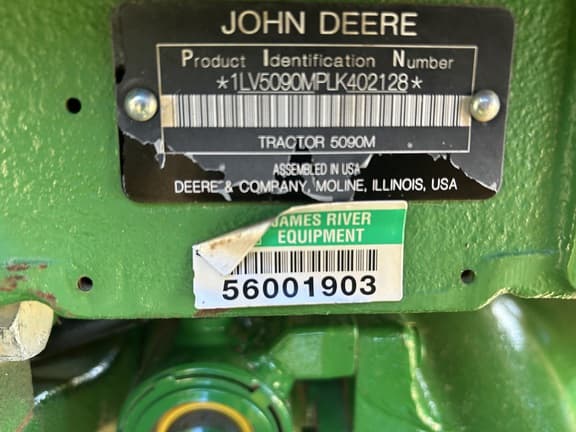 JOHN DEERE
Product Identification Number
*1LV5090MPLK402128*
TRACTOR 5090M
ASSEMBLED IN USA
DEERE & COMPANY, MOLINE, ILLINOIS, USA
JAMES RIVER
EQUIPMENT
56001903